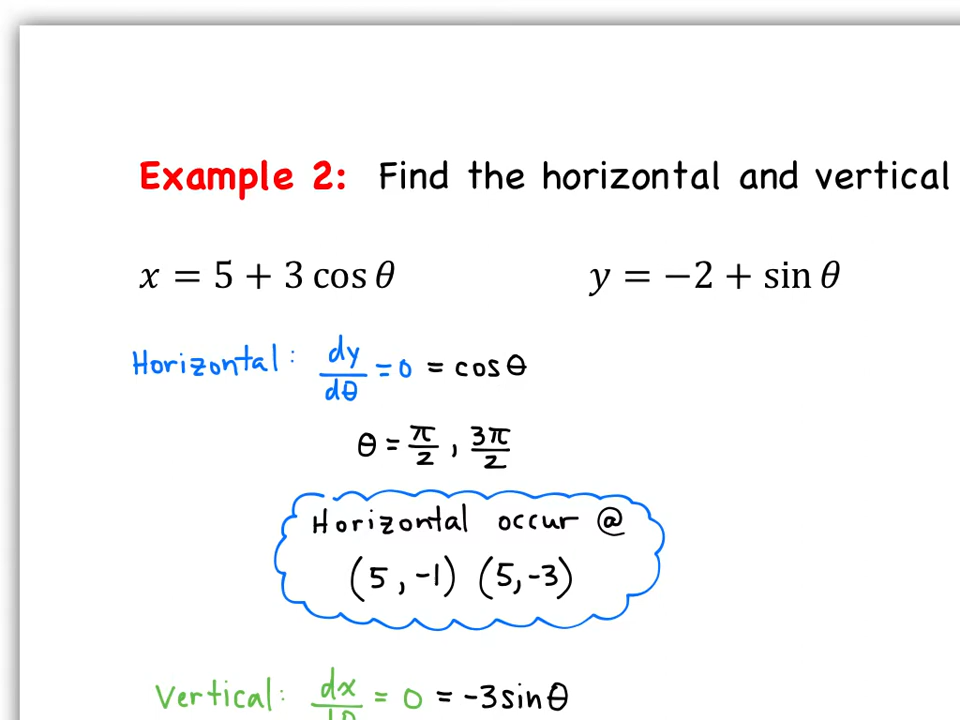 Example 2: Find the horizontal and vertical
x = 5 + 3 cos θ y = −2 + sin θ
Horizontal: dy/dθ = 0 = cosθ
θ = π/2, 3π/2
Horizontal occur @
(5, -1) (5, -3)
Vertical: dx/dθ = 0 = -3sinθ